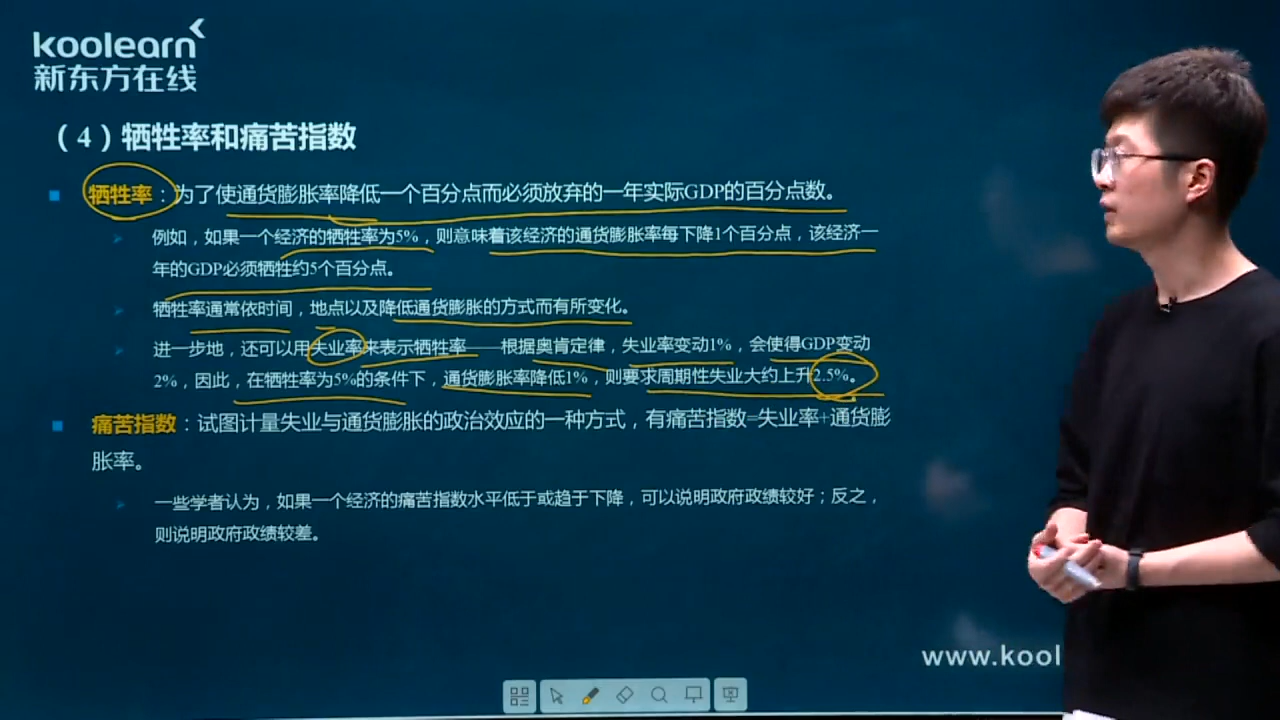 koolearn
新东方在线
（4）牺牲率和痛苦指数
牺牲率：为了使通货膨胀率降低一个百分点而必须放弃的一年实际GDP的百分点数。
例如，如果一个经济的牺牲率为5%，则意味着该经济的通货膨胀率每下降1个百分点，该经济一
年的GDP必须牺牲约5个百分点。
牺牲率通常依时间，地点以及降低通货膨胀的方式而有所变化。
进一步地，还可以用失业率来表示牺牲率——根据奥肯定律，失业率变动1%，会使得GDP变动
2%，因此，在牺牲率为5%的条件下，通货膨胀率降低1%，则要求周期性失业大约上升2.5%。
痛苦指数：试图计量失业与通货膨胀的政治效应的一种方式，有痛苦指数=失业率+通货膨
胀率。
一些学者认为，如果一个经济的痛苦指数水平低于或趋于下降，可以说明政府政绩较好；反之，
则说明政府政绩较差。
www.kool